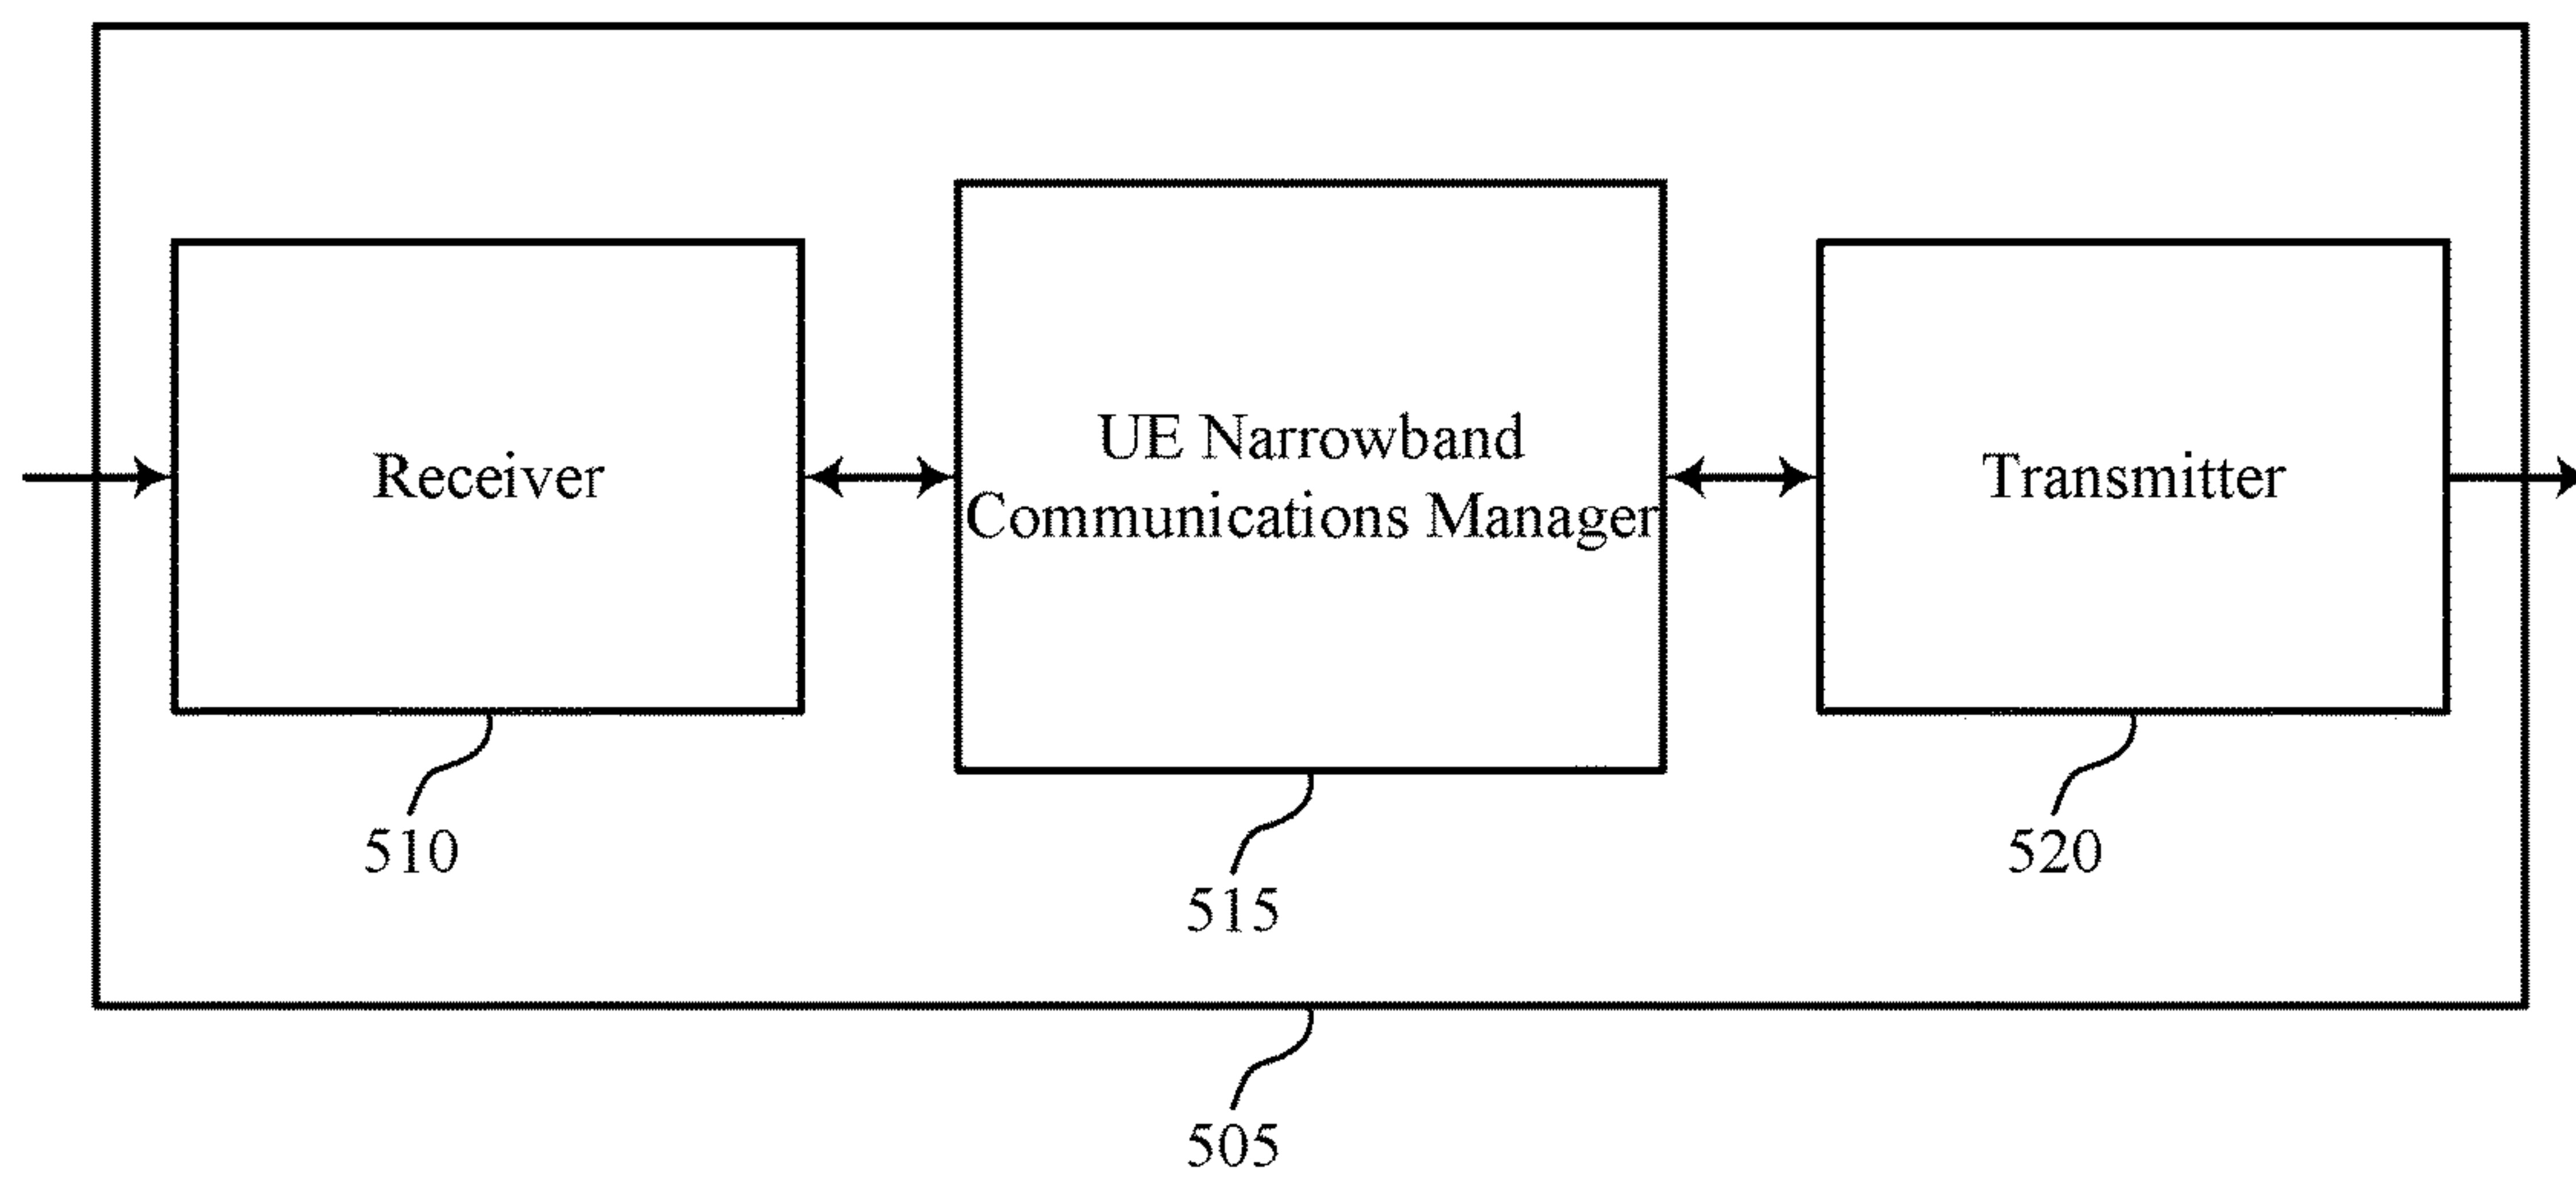 Receiver
UE Narrowband
Communications Manager
Transmitter
510
515
520
505